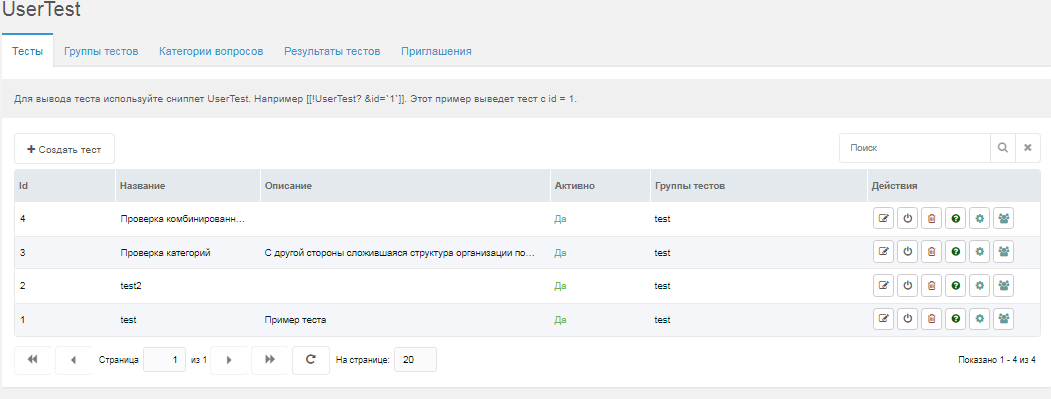 UserTest
Тесты Группы тестов Категории вопросов Результаты тестов Приглашения
Для вывода теста используйте сниппет UserTest. Например [[!UserTest? &id=`1`]]. Этот пример выведет тест с id = 1.
Создать тест Поиск
Id Название Описание Активно Группы тестов Действия
4 Проверка комбинированн... Да test
3 Проверка категорий С другой стороны сложившаяся структура организации по... Да test
2 test2 Да test
1 test Пример теста Да test
Страница 1 из 1 На странице: 20 Показано 1 - 4 из 4